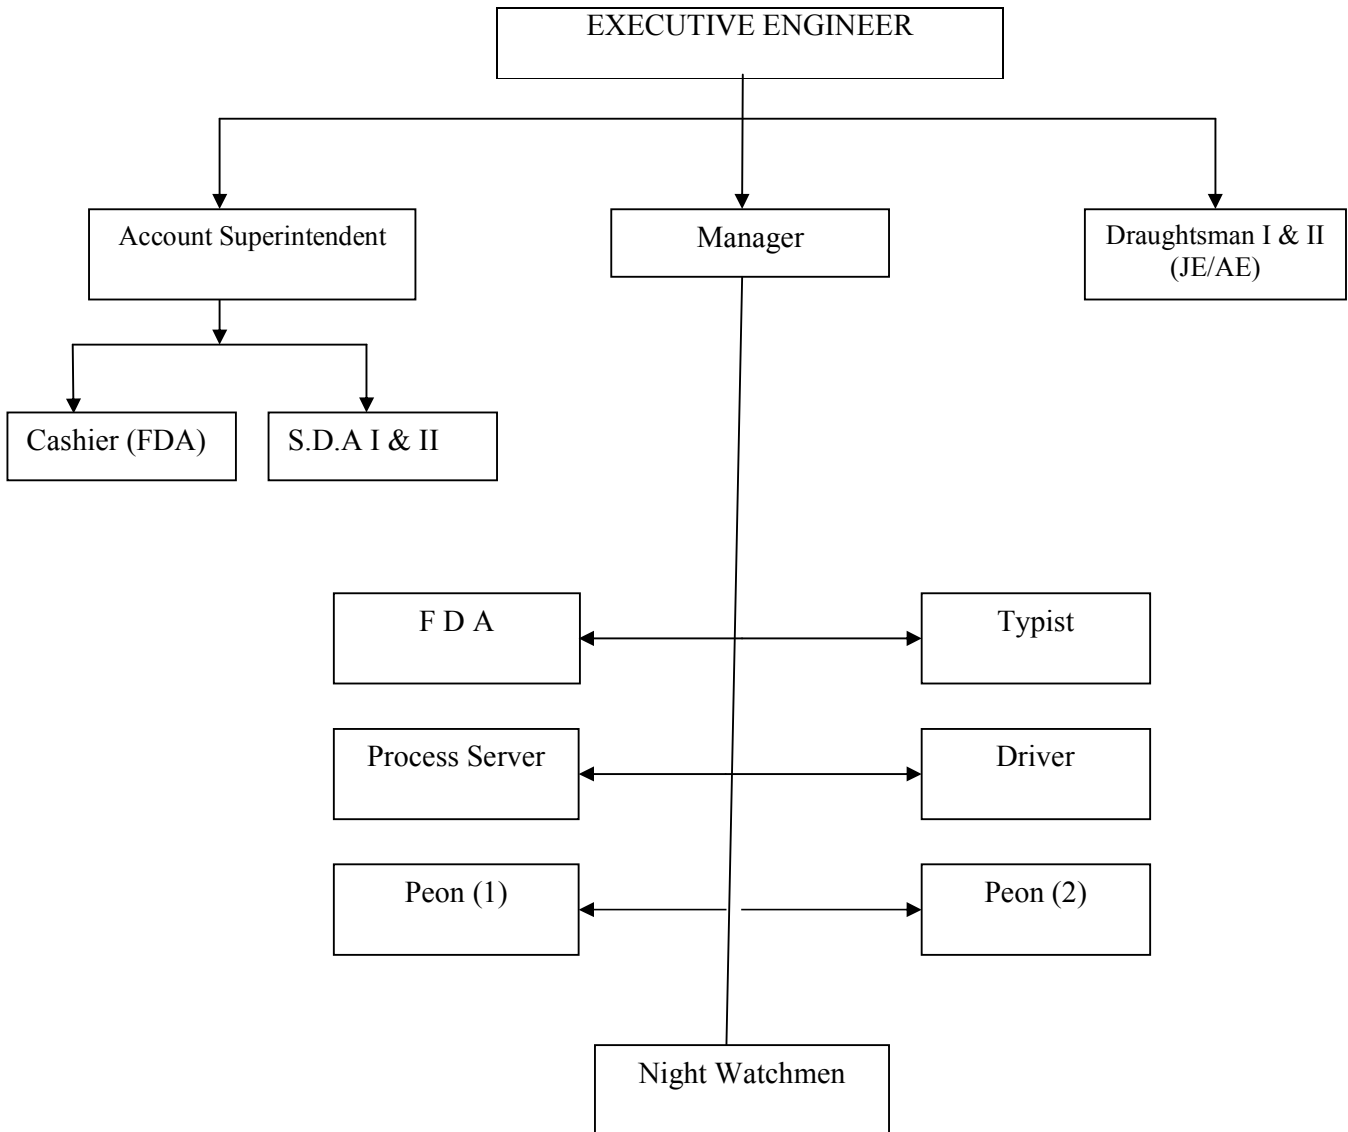 EXECUTIVE ENGINEER
Account Superintendent
Manager
Draughtsman I & II
(JE/AE)
Cashier (FDA)
S.D.A I & II
F D A
Typist
Process Server
Driver
Peon (1)
Peon (2)
Night Watchmen